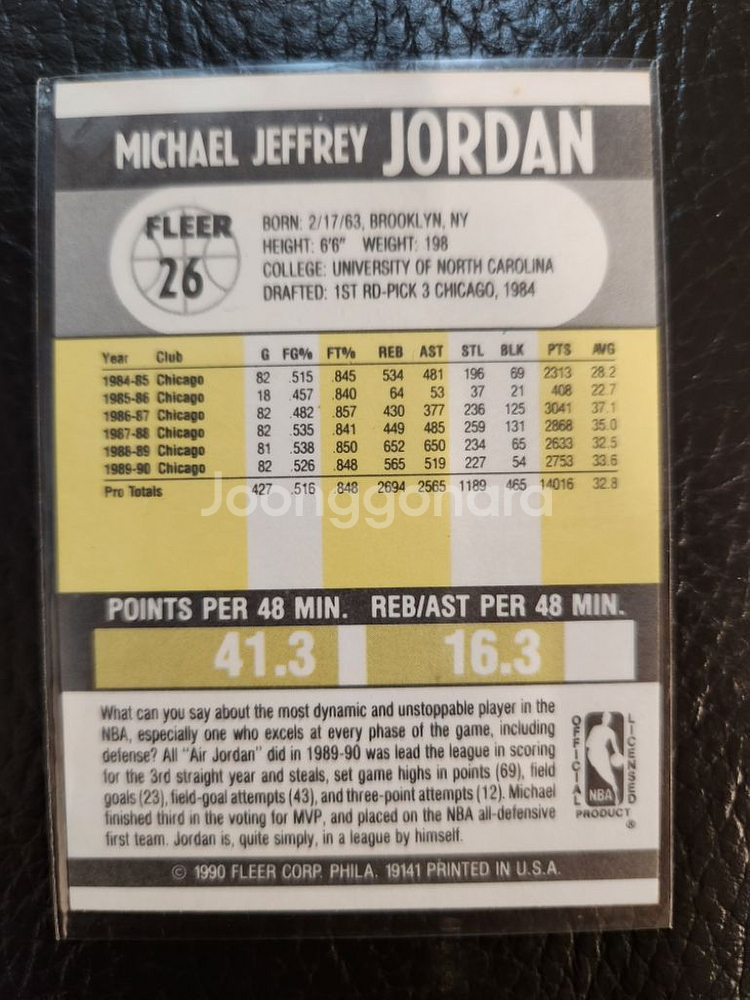 MICHAEL JEFFREY JORDAN
FLEER
26
BORN: 2/17/63, BROOKLYN, NY
HEIGHT: 6'6" WEIGHT: 198
COLLEGE: UNIVERSITY OF NORTH CAROLINA
DRAFTED: 1ST RD-PICK 3 CHICAGO, 1984
Year Club G FG% FT% REB AST STL BLK PTS AVG
1984-85 Chicago 82 .515 .845 534 481 196 69 2313 28.2
1985-86 Chicago 18 .457 .840 64 53 37 21 408 22.7
1986-87 Chicago 82 .482 .857 430 377 236 125 3041 37.1
1987-88 Chicago 82 .535 .841 449 485 259 131 2868 35.0
1988-89 Chicago 81 .538 .850 652 650 234 65 2633 32.5
1989-90 Chicago 82 .526 .848 565 519 227 54 2753 33.6
Pro Totals 427 .516 .848 2694 2565 1189 465 14016 32.8
Joonggonara
POINTS PER 48 MIN. REB/AST PER 48 MIN.
41.3 16.3
What can you say about the most dynamic and unstoppable player in the
NBA, especially one who excels at every phase of the game, including
defense? All "Air Jordan" did in 1989-90 was lead the league in scoring
for the 3rd straight year and steals, set game highs in points (69), field
goals (23), field-goal attempts (43), and three-point attempts (12). Michael
finished third in the voting for MVP, and placed on the NBA all-defensive
first team. Jordan is, quite simply, in a league by himself.
OFFICIAL
NBA
LICENSED
PRODUCT
®
© 1990 FLEER CORP. PHILA. 19141 PRINTED IN U.S.A.